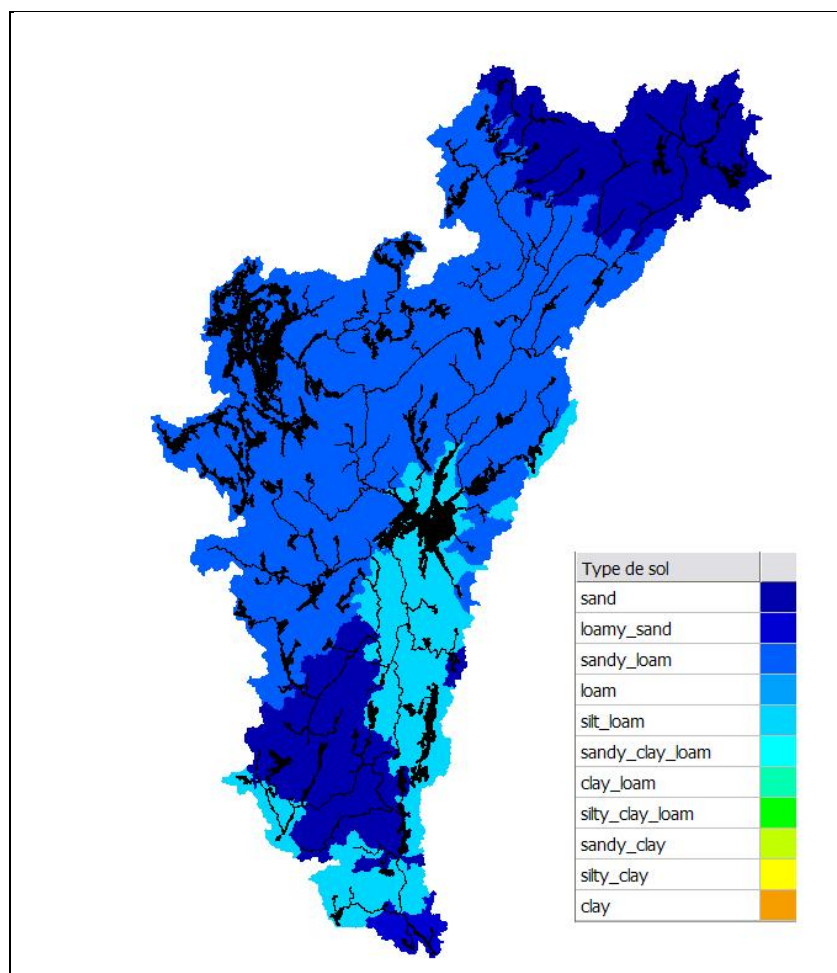 Type de sol
sand
loamy_sand
sandy_loam
loam
silt_loam
sandy_clay_loam
clay_loam
silty_clay_loam
sandy_clay
silty_clay
clay